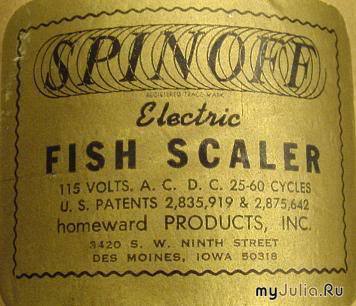 SPINOFF
REGISTERED TRADE MARK
Electric
FISH SCALER
115 VOLTS. A. C. D. C. 25-60 CYCLES
U. S. PATENTS 2,835,919 & 2,875,642
homeward PRODUCTS, INC.
3420 S. W. NINTH STREET
DES MOINES, IOWA 50318
myJulia.Ru